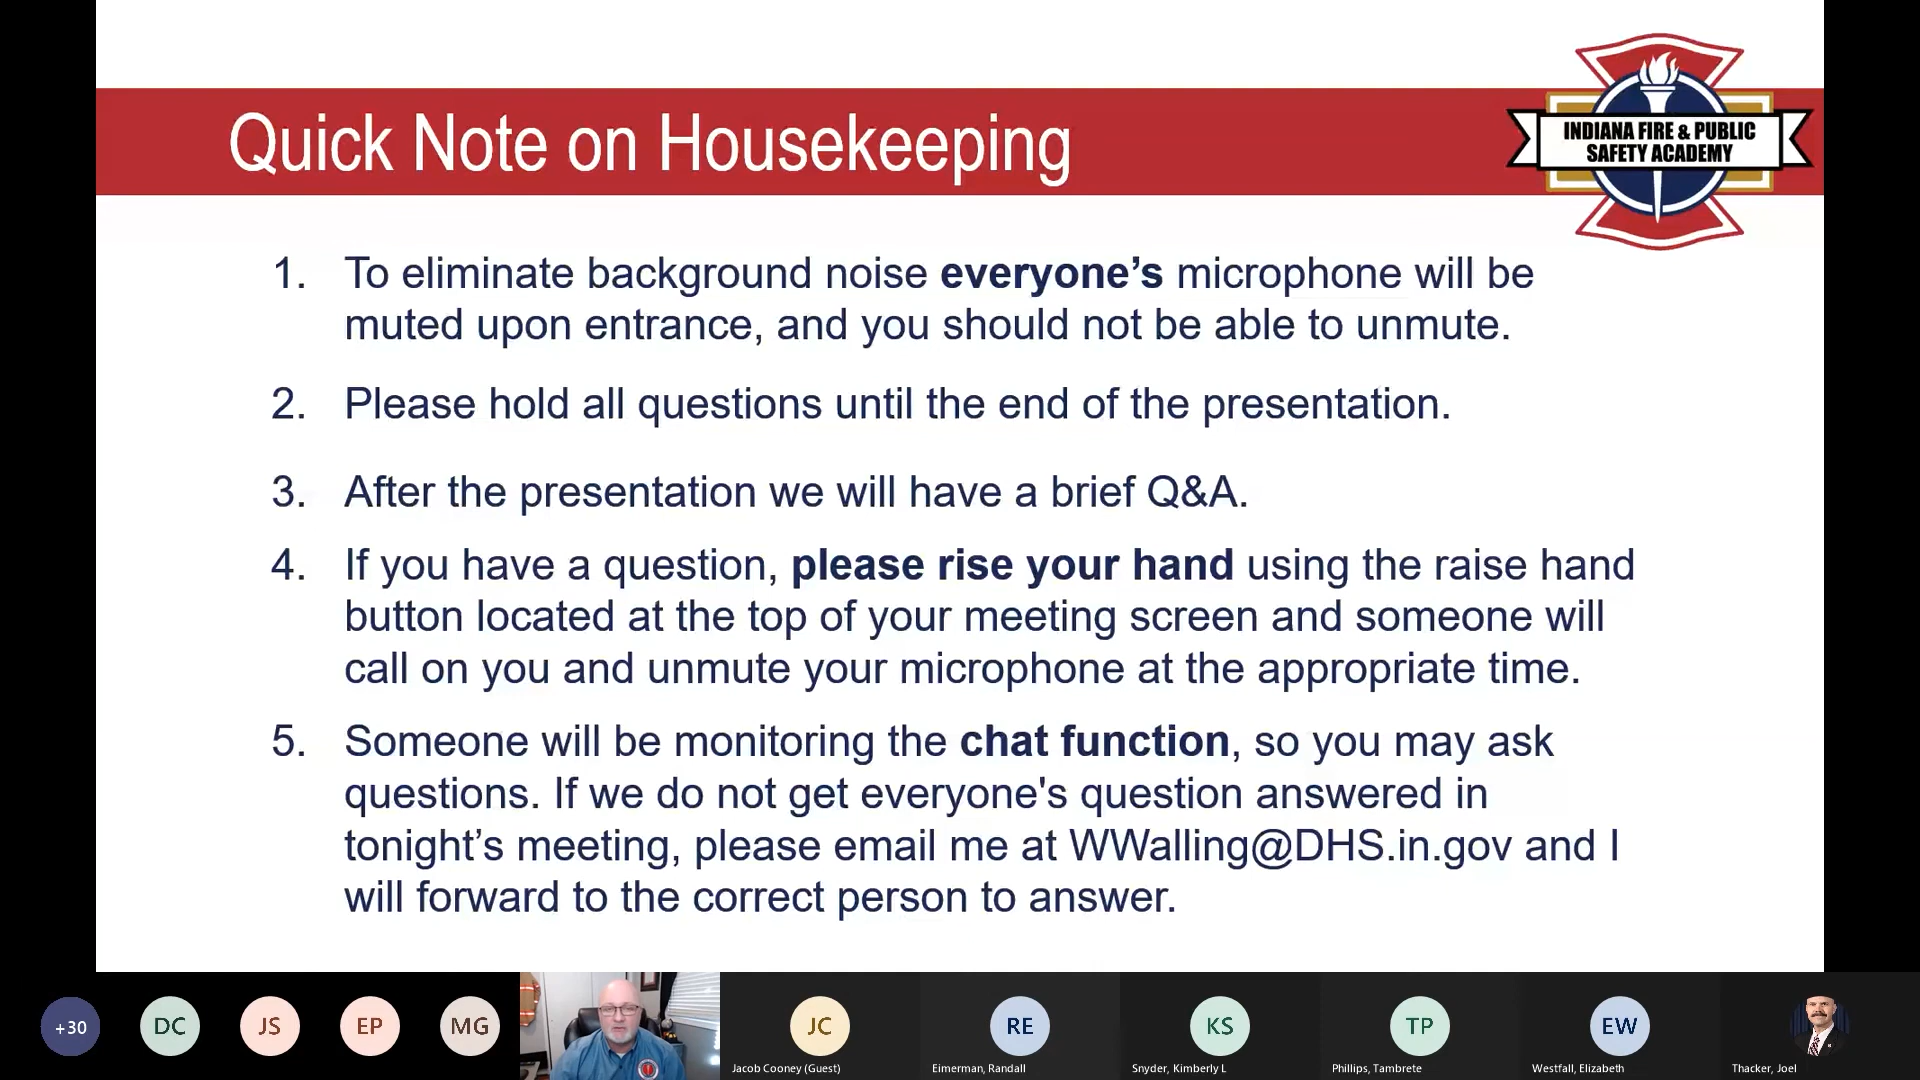 Quick Note on Housekeeping
INDIANA FIRE & PUBLIC
SAFETY ACADEMY
1. To eliminate background noise everyone’s microphone will be
muted upon entrance, and you should not be able to unmute.
2. Please hold all questions until the end of the presentation.
3. After the presentation we will have a brief Q&A.
4. If you have a question, please rise your hand using the raise hand
button located at the top of your meeting screen and someone will
call on you and unmute your microphone at the appropriate time.
5. Someone will be monitoring the chat function, so you may ask
questions. If we do not get everyone's question answered in
tonight’s meeting, please email me at WWalling@DHS.in.gov and I
will forward to the correct person to answer.
+30 DC JS EP MG JC RE KS TP EW
Jacob Cooney (Guest) Eimerman, Randall Snyder, Kimberly L Phillips, Tambrete Westfall, Elizabeth Thacker, Joel